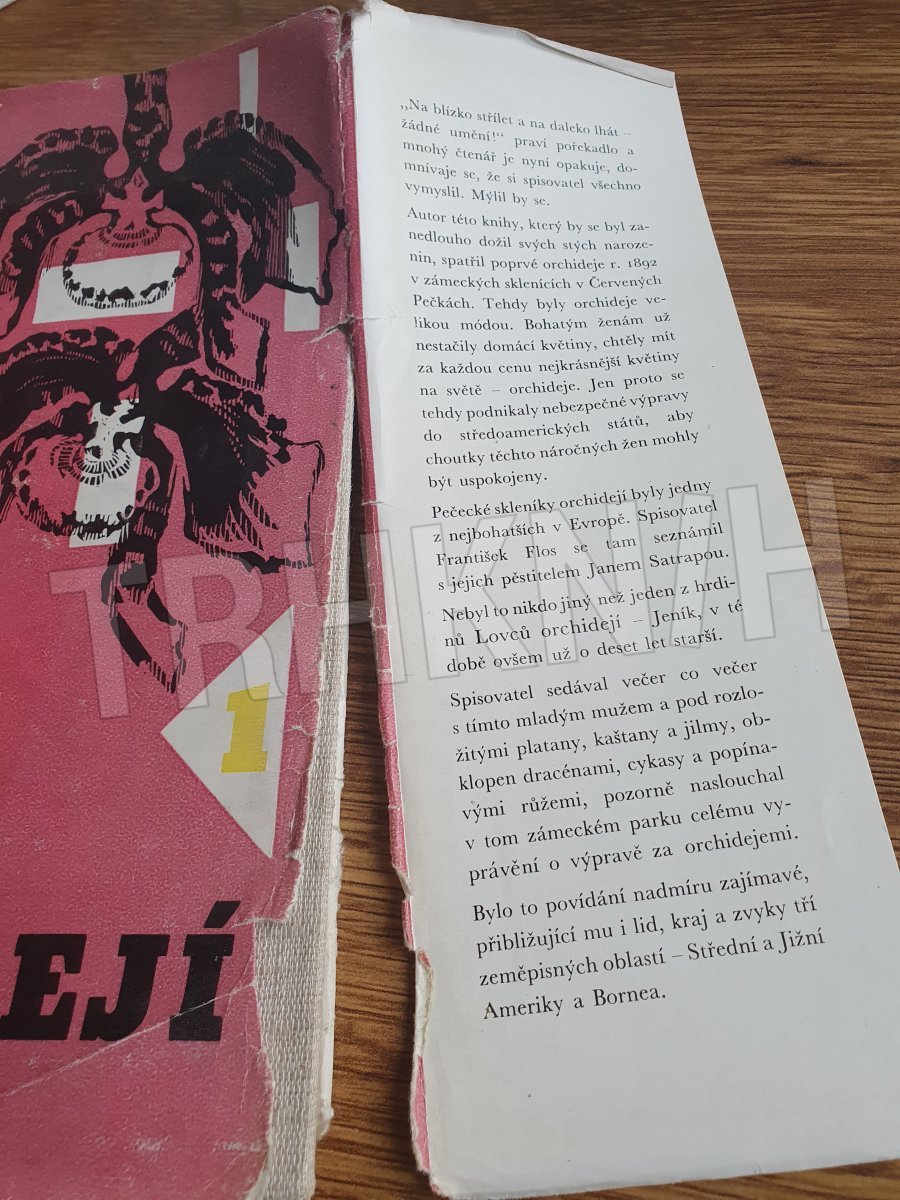 1
EJÍ
„Na blízko střílet a na daleko lhát –
žádné umění!“ praví pořekadlo a
mnohý čtenář je nyní opakuje, do-
mnívaje se, že si spisovatel všechno
vymyslil. Mýlil by se.
Autor této knihy, který by se byl za-
nedlouho dožil svých stých naroze-
nin, spatřil poprvé orchideje r. 1892
v zámeckých sklenících v Červených
Pečkách. Tehdy byly orchideje ve-
likou módou. Bohatým ženám už
nestačily domácí květiny, chtěly mít
za každou cenu nejkrásnější květiny
na světě – orchideje. Jen proto se
tehdy podnikaly nebezpečné výpravy
do středoamerických států, aby
choutky těchto náročných žen mohly
být uspokojeny.
Pečecké skleníky orchidejí byly jedny
z nejbohatších v Evropě. Spisovatel
František Flos se tam seznámil
s jejich pěstitelem Janem Satrapou.
Nebyl to nikdo jiný než jeden z hrdi-
nů Lovců orchidejí – Jeník, v té
době ovšem už o deset let starší.
Spisovatel sedával večer co večer
s tímto mladým mužem a pod rozlo-
žitými platany, kaštany a jilmy, ob-
klopen dracénami, cykasy a popína-
vými růžemi, pozorně naslouchal
v tom zámeckém parku celému vy-
právění o výpravě za orchidejemi.
Bylo to povídání nadmíru zajímavé,
přibližující mu i lid, kraj a zvyky tří
zeměpisných oblastí – Střední a Jižní
Ameriky a Bornea.
TRHKNIH